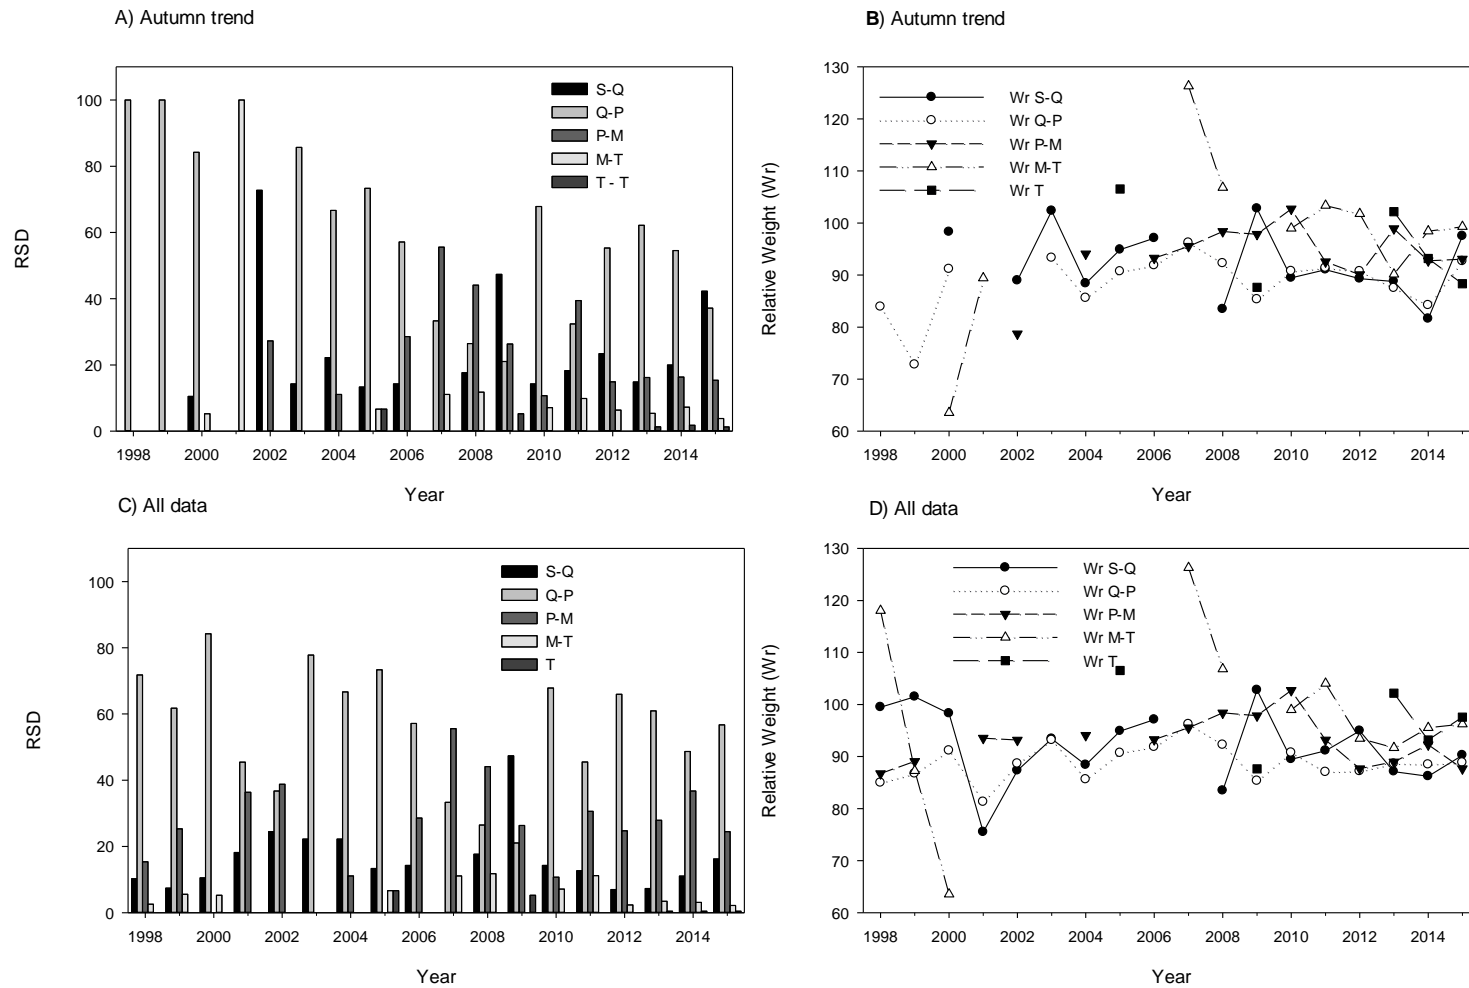 A) Autumn trend
RSD
100
80
60
40
20
0
S-Q
Q-P
P-M
M-T
T - T
1998 2000 2002 2004 2006 2008 2010 2012 2014
Year
B) Autumn trend
Relative Weight (Wr)
130
120
110
100
90
80
70
60
Wr S-Q
Wr Q-P
Wr P-M
Wr M-T
Wr T
1998 2000 2002 2004 2006 2008 2010 2012 2014
Year
C) All data
RSD
100
80
60
40
20
0
S-Q
Q-P
P-M
M-T
T
1998 2000 2002 2004 2006 2008 2010 2012 2014
Year
D) All data
Relative Weight (Wr)
130
120
110
100
90
80
70
60
Wr S-Q
Wr Q-P
Wr P-M
Wr M-T
Wr T
1998 2000 2002 2004 2006 2008 2010 2012 2014
Year